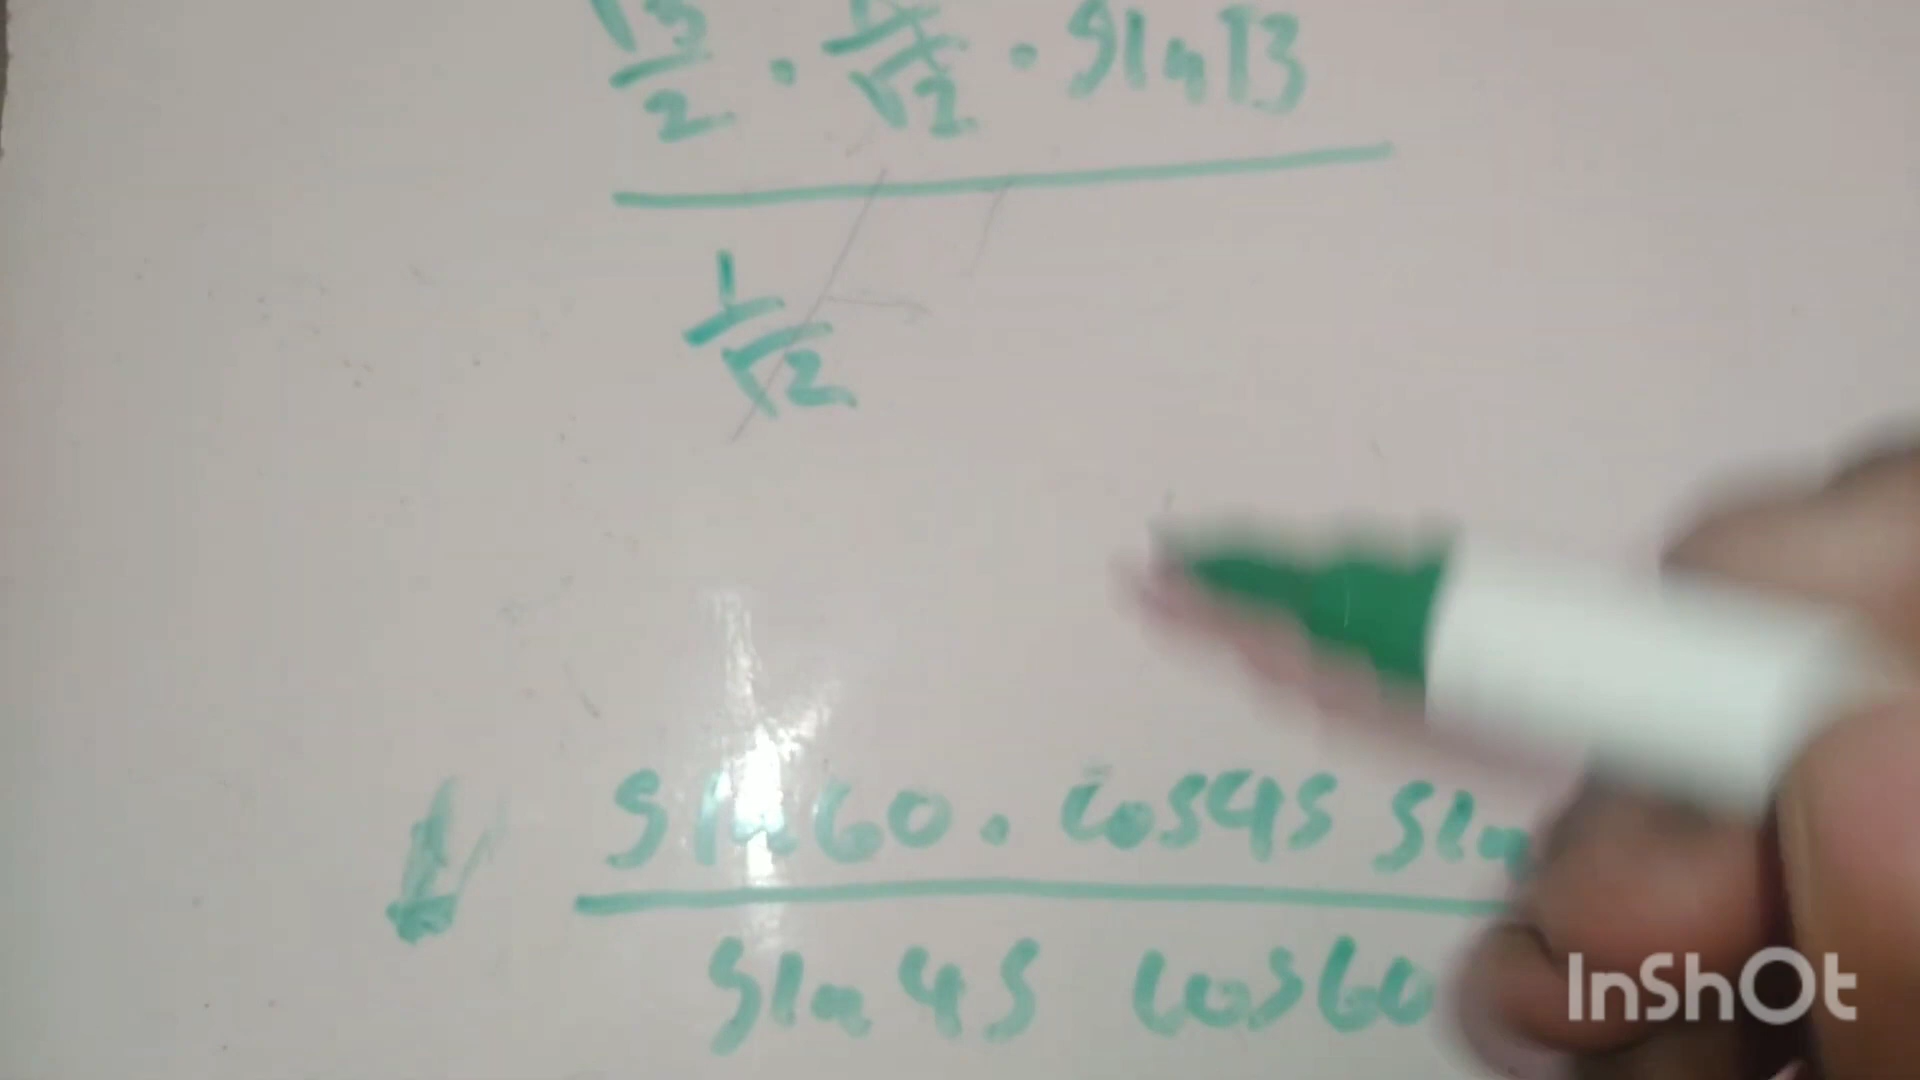 √3/2 · 1/√2 · sin13
1/√2
sin60 · cos45 sin
sin45 cos60
InShOt